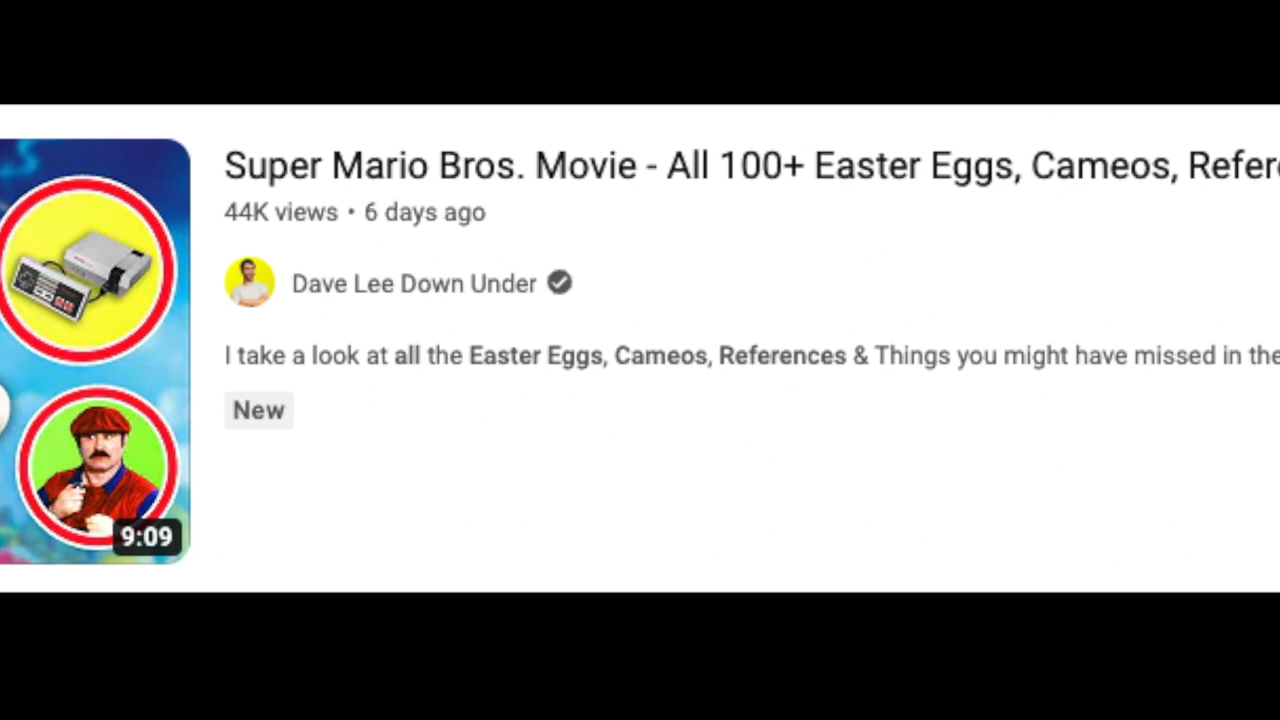 Super Mario Bros. Movie - All 100+ Easter Eggs, Cameos, Refere
44K views • 6 days ago
Dave Lee Down Under
I take a look at all the Easter Eggs, Cameos, References & Things you might have missed in the
New
9:09